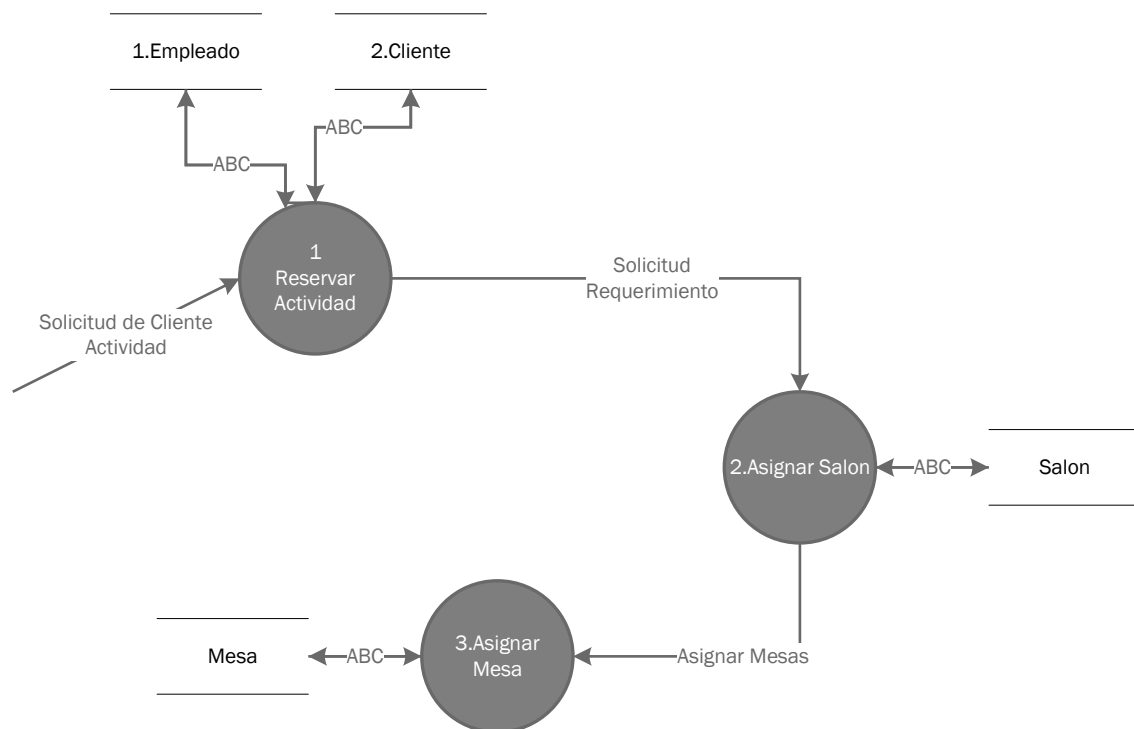 1.Empleado
2.Cliente
ABC
ABC
1
Reservar
Actividad
Solicitud
Requerimiento
Solicitud de Cliente
Actividad
2.Asignar Salon
ABC
Salon
3.Asignar
Mesa
Mesa
ABC
Asignar Mesas